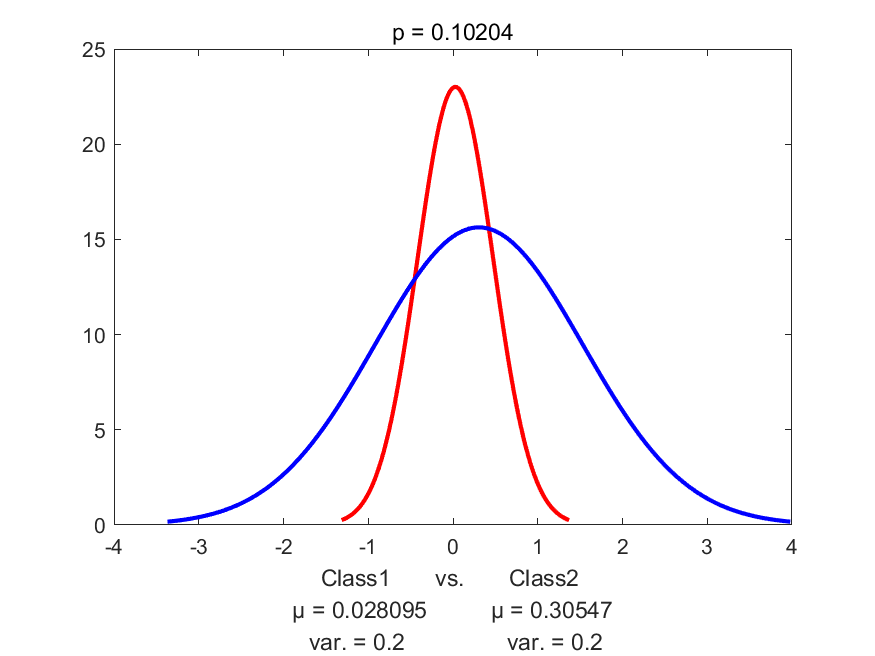 p = 0.10204
25
20
15
10
5
0
-4 -3 -2 -1 0 1 2 3 4
Class1 vs. Class2
µ = 0.028095 µ = 0.30547
var. = 0.2 var. = 0.2